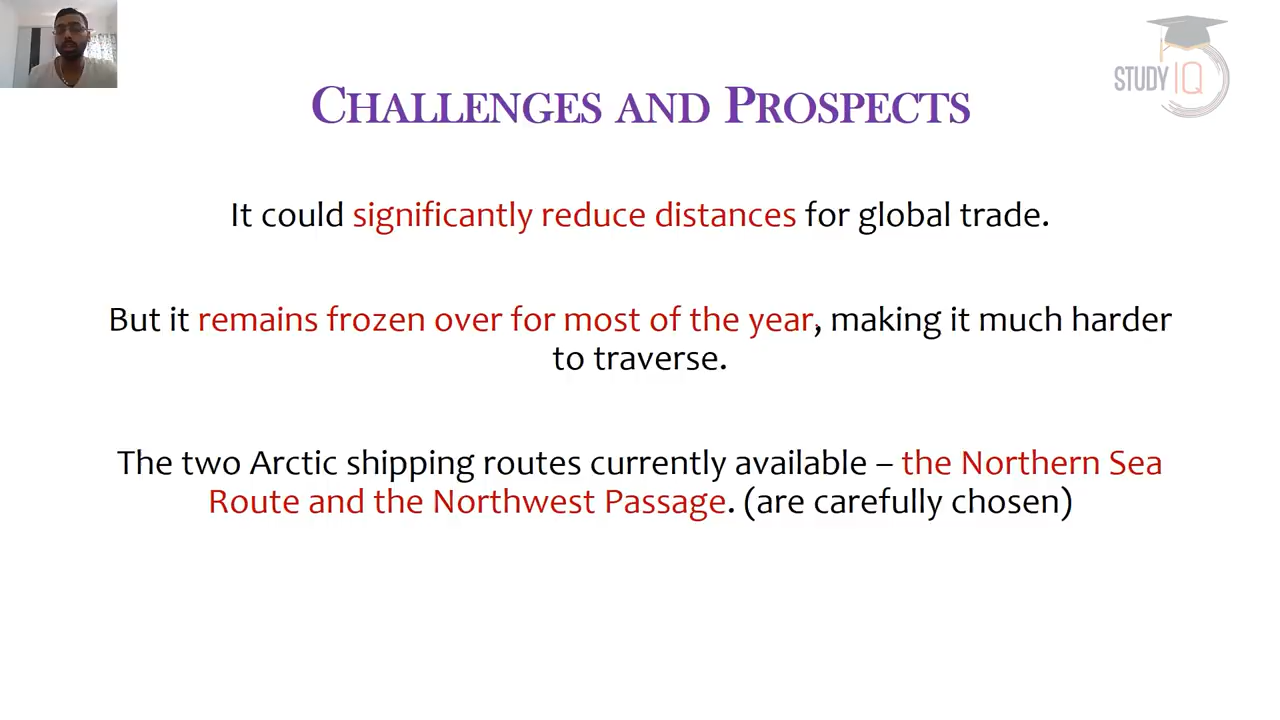 STUDY IQ
CHALLENGES AND PROSPECTS
It could significantly reduce distances for global trade.
But it remains frozen over for most of the year, making it much harder
to traverse.
The two Arctic shipping routes currently available – the Northern Sea
Route and the Northwest Passage. (are carefully chosen)